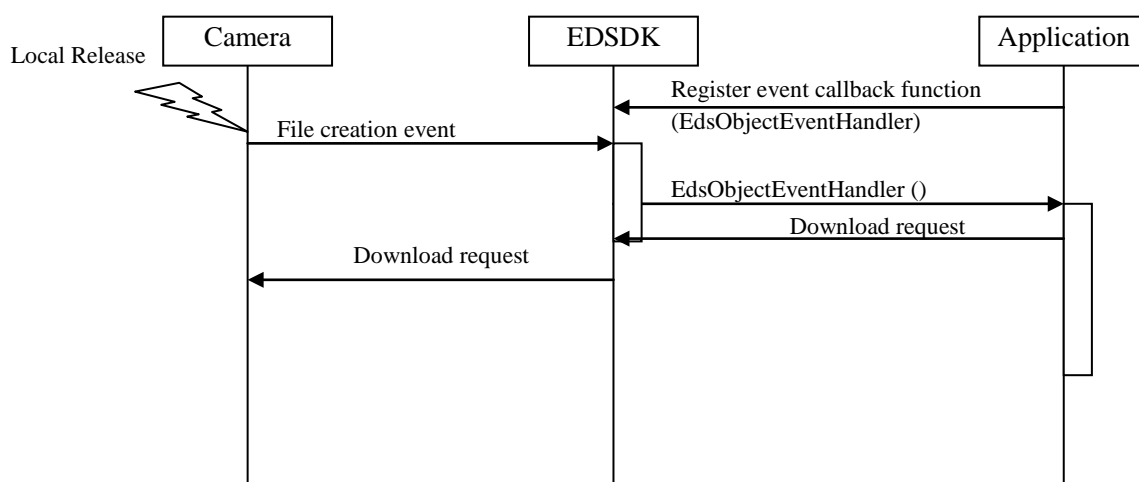 Camera
EDSDK
Application
Local Release
Register event callback function
(EdsObjectEventHandler)
File creation event
EdsObjectEventHandler ()
Download request
Download request